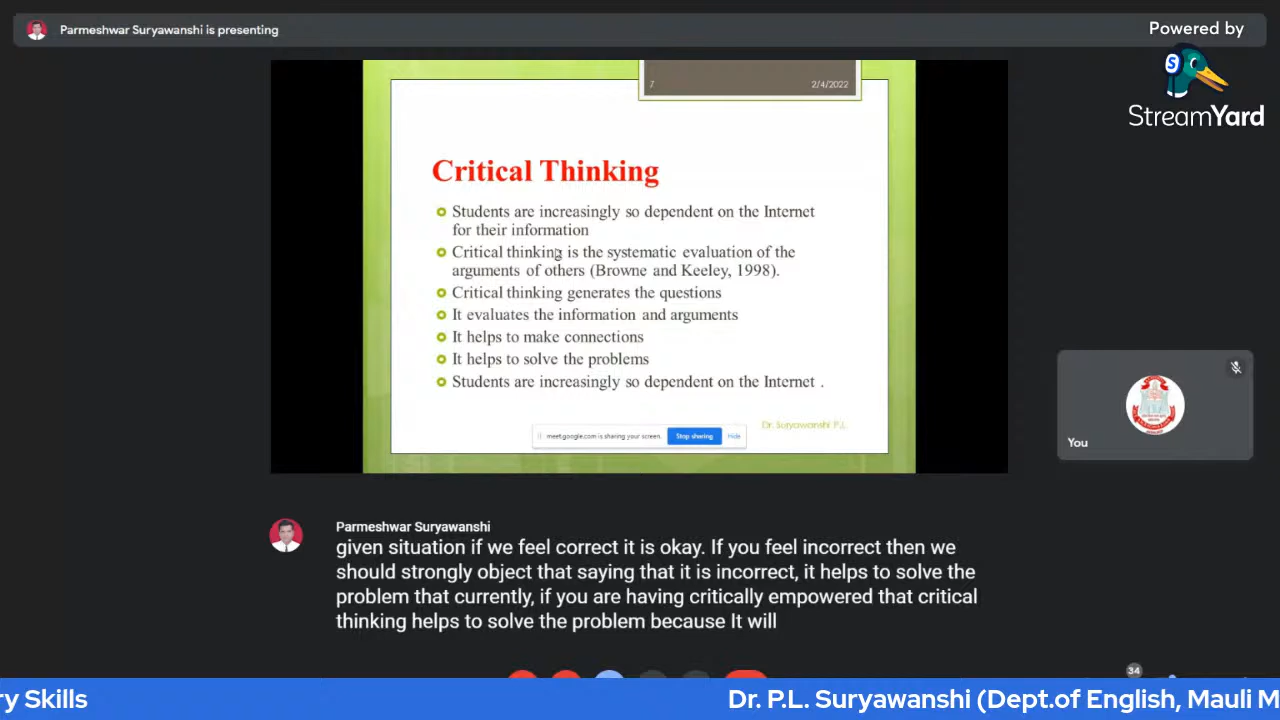 Parmeshwar Suryawanshi is presenting
Powered by
S
StreamYard
7
2/4/2022
Critical Thinking
Students are increasingly so dependent on the Internet
for their information
Critical thinking is the systematic evaluation of the
arguments of others (Browne and Keeley, 1998).
Critical thinking generates the questions
It evaluates the information and arguments
It helps to make connections
It helps to solve the problems
Students are increasingly so dependent on the Internet .
Dr. Suryawanshi P.L.
meet.google.com is sharing your screen.
Stop sharing
Hide
You
Parmeshwar Suryawanshi
given situation if we feel correct it is okay. If you feel incorrect then we
should strongly object that saying that it is incorrect, it helps to solve the
problem that currently, if you are having critically empowered that critical
thinking helps to solve the problem because It will
34
ry Skills
Dr. P.L. Suryawanshi (Dept.of English, Mauli M